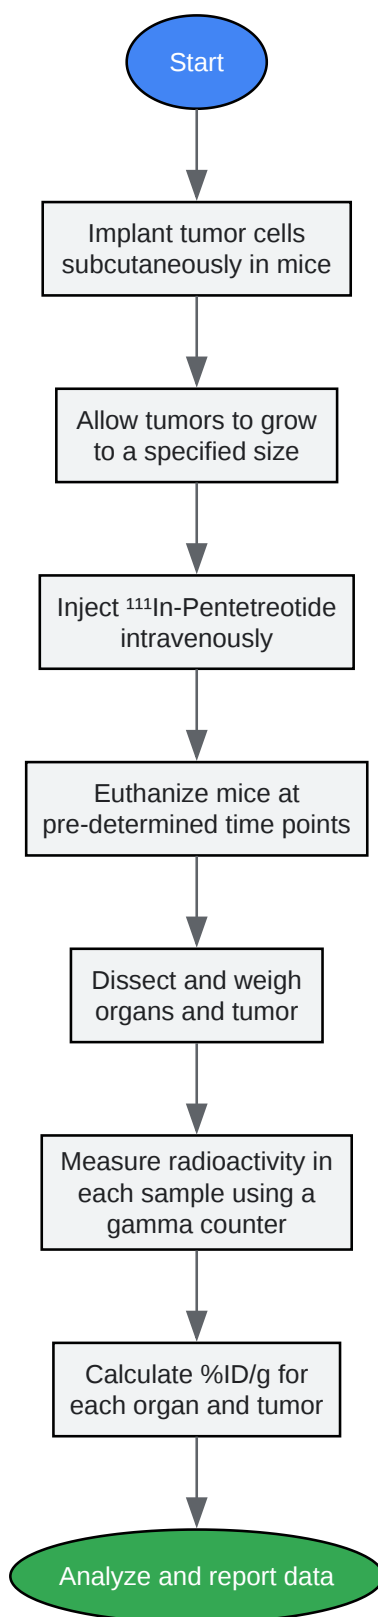 Start
Implant tumor cells
subcutaneously in mice
Allow tumors to grow
to a specified size
Inject ¹¹¹In-Pentetreotide
intravenously
Euthanize mice at
pre-determined time points
Dissect and weigh
organs and tumor
Measure radioactivity in
each sample using a
gamma counter
Calculate %ID/g for
each organ and tumor
Analyze and report data